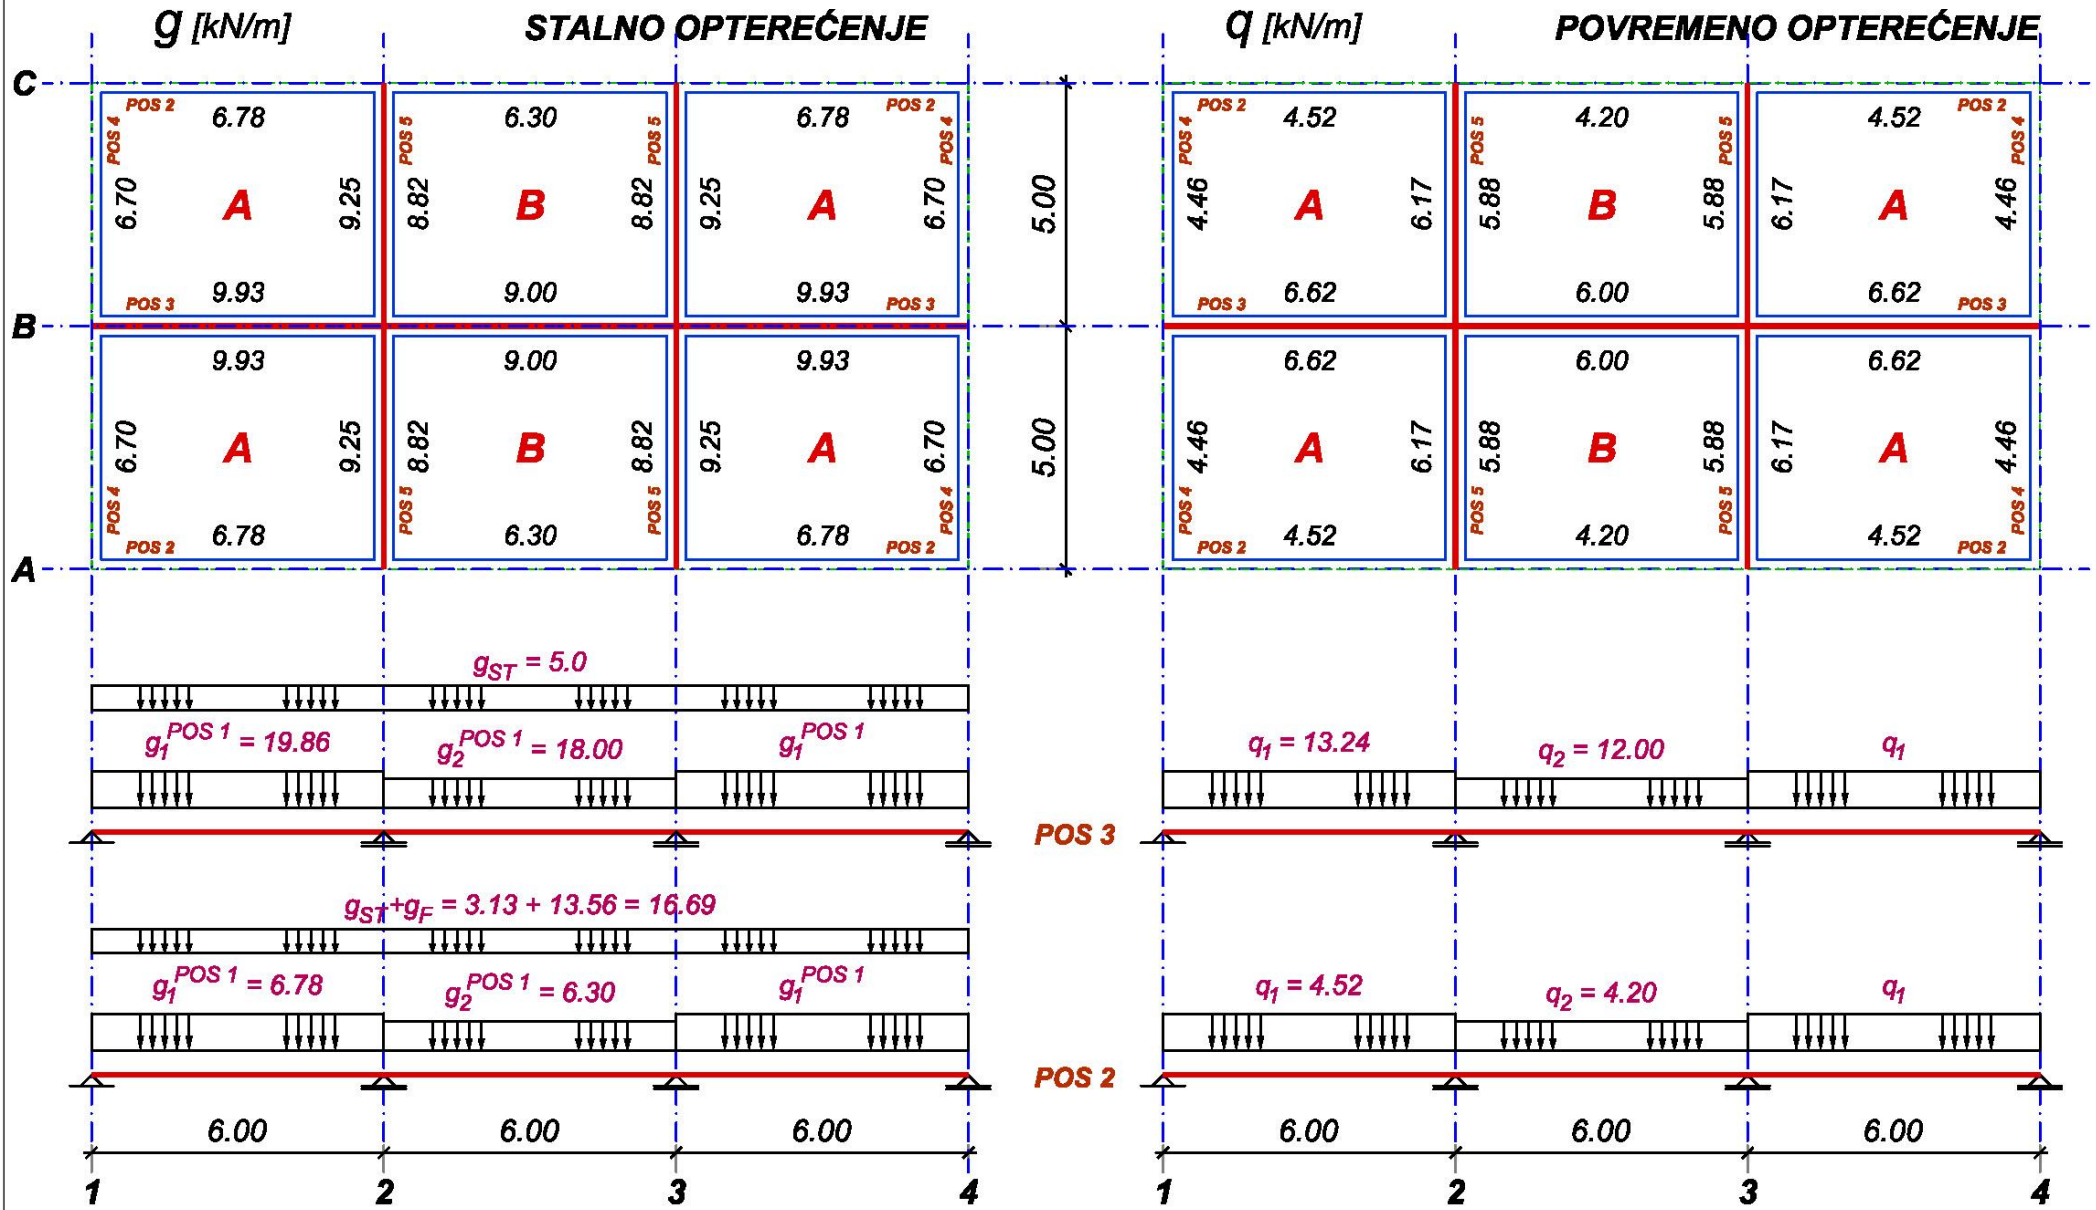 g [kN/m] STALNO OPTEREĆENJE q [kN/m] POVREMENO OPTEREĆENJE
C
POS 2 6.78 6.30 6.78 POS 2 POS 2 4.52 4.20 4.52 POS 2
POS 4 POS 5 POS 5 POS 4 POS 4 POS 5 POS 5 POS 4
6.70 A 9.25 8.82 B 8.82 9.25 A 6.70 5.00 4.46 A 6.17 5.88 B 5.88 6.17 A 4.46
POS 3 9.93 9.00 9.93 POS 3 POS 3 6.62 6.00 6.62 POS 3
B
9.93 9.00 9.93 6.62 6.00 6.62
6.70 A 9.25 8.82 B 8.82 9.25 A 6.70 5.00 4.46 A 6.17 5.88 B 5.88 6.17 A 4.46
POS 4 POS 5 POS 5 POS 4 POS 4 POS 5 POS 5 POS 4
POS 2 6.78 6.30 6.78 POS 2 POS 2 4.52 4.20 4.52 POS 2
A
gST = 5.0
g1POS 1 = 19.86 g2POS 1 = 18.00 g1POS 1 q1 = 13.24 q2 = 12.00 q1
POS 3
gST+gF = 3.13 + 13.56 = 16.69
g1POS 1 = 6.78 g2POS 1 = 6.30 g1POS 1 q1 = 4.52 q2 = 4.20 q1
POS 2
6.00 6.00 6.00 6.00 6.00 6.00
1 2 3 4 1 2 3 4